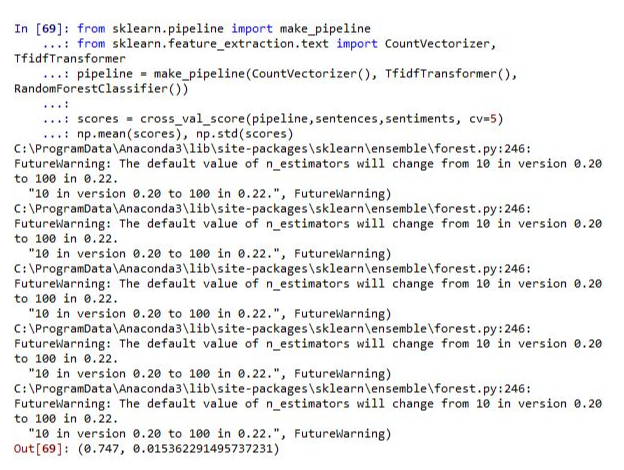 In [69]: from sklearn.pipeline import make_pipeline
    ...: from sklearn.feature_extraction.text import CountVectorizer,
TfidfTransformer
    ...: pipeline = make_pipeline(CountVectorizer(), TfidfTransformer(),
RandomForestClassifier())
    ...:
    ...: scores = cross_val_score(pipeline,sentences,sentiments, cv=5)
    ...: np.mean(scores), np.std(scores)
C:\ProgramData\Anaconda3\lib\site-packages\sklearn\ensemble\forest.py:246:
FutureWarning: The default value of n_estimators will change from 10 in version 0.20
to 100 in 0.22.
  "10 in version 0.20 to 100 in 0.22.", FutureWarning)
C:\ProgramData\Anaconda3\lib\site-packages\sklearn\ensemble\forest.py:246:
FutureWarning: The default value of n_estimators will change from 10 in version 0.20
to 100 in 0.22.
  "10 in version 0.20 to 100 in 0.22.", FutureWarning)
C:\ProgramData\Anaconda3\lib\site-packages\sklearn\ensemble\forest.py:246:
FutureWarning: The default value of n_estimators will change from 10 in version 0.20
to 100 in 0.22.
  "10 in version 0.20 to 100 in 0.22.", FutureWarning)
C:\ProgramData\Anaconda3\lib\site-packages\sklearn\ensemble\forest.py:246:
FutureWarning: The default value of n_estimators will change from 10 in version 0.20
to 100 in 0.22.
  "10 in version 0.20 to 100 in 0.22.", FutureWarning)
C:\ProgramData\Anaconda3\lib\site-packages\sklearn\ensemble\forest.py:246:
FutureWarning: The default value of n_estimators will change from 10 in version 0.20
to 100 in 0.22.
  "10 in version 0.20 to 100 in 0.22.", FutureWarning)
Out[69]: (0.747, 0.015362291495737231)